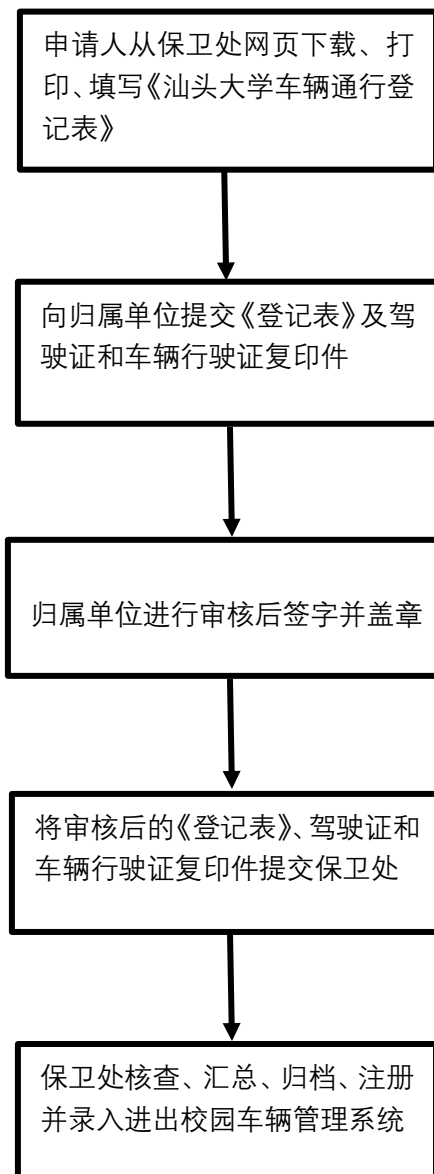 申请人从保卫处网页下载、打
印、填写《汕头大学车辆通行登
记表》
向归属单位提交《登记表》及驾
驶证和车辆行驶证复印件
归属单位进行审核后签字并盖章
将审核后的《登记表》、驾驶证和
车辆行驶证复印件提交保卫处
保卫处核查、汇总、归档、注册
并录入进出校园车辆管理系统